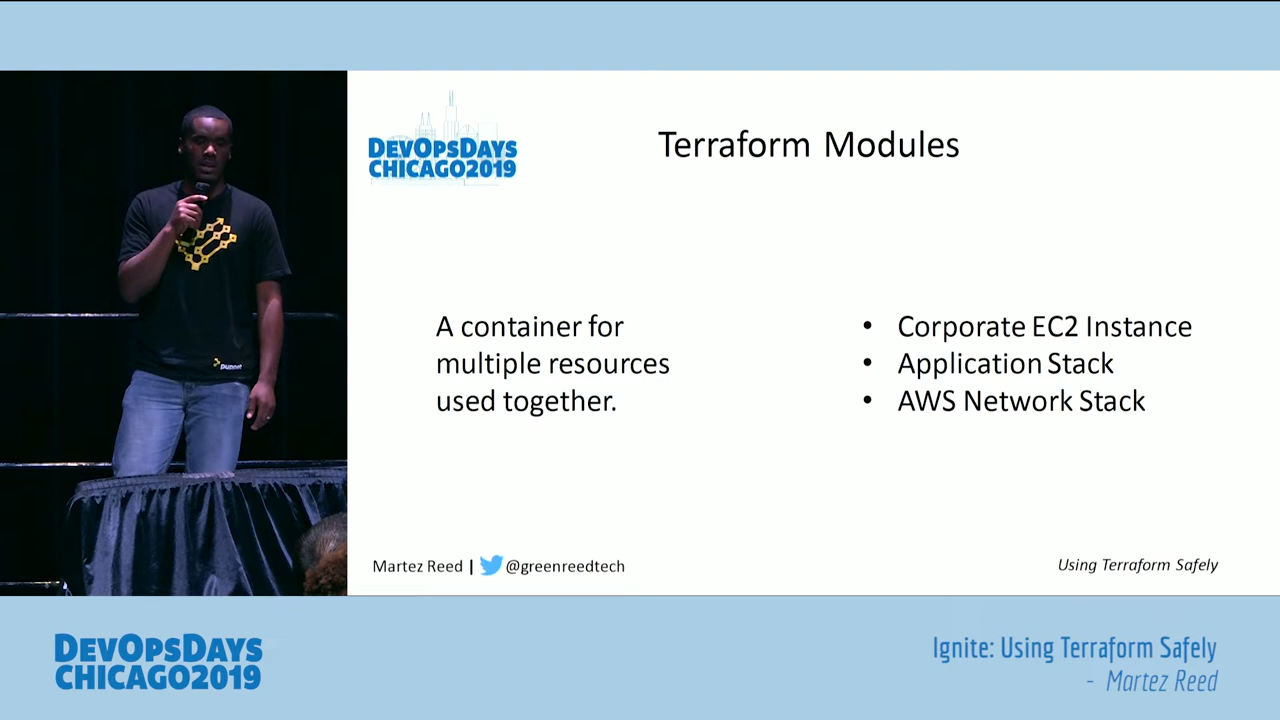 DEVOPSDAYS
CHICAGO2019
Terraform Modules
A container for
multiple resources
used together.
• Corporate EC2 Instance
• Application Stack
• AWS Network Stack
puppet
Martez Reed | @greenreedtech
Using Terraform Safely
DEVOPSDAYS
CHICAGO2019
Ignite: Using Terraform Safely
- Martez Reed